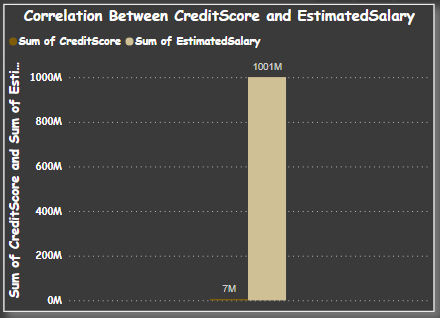 Correlation Between CreditScore and EstimatedSalary
Sum of CreditScore Sum of EstimatedSalary
Sum of CreditScore and Sum of Esti...
1001M
1000M
800M
600M
400M
200M
7M
0M